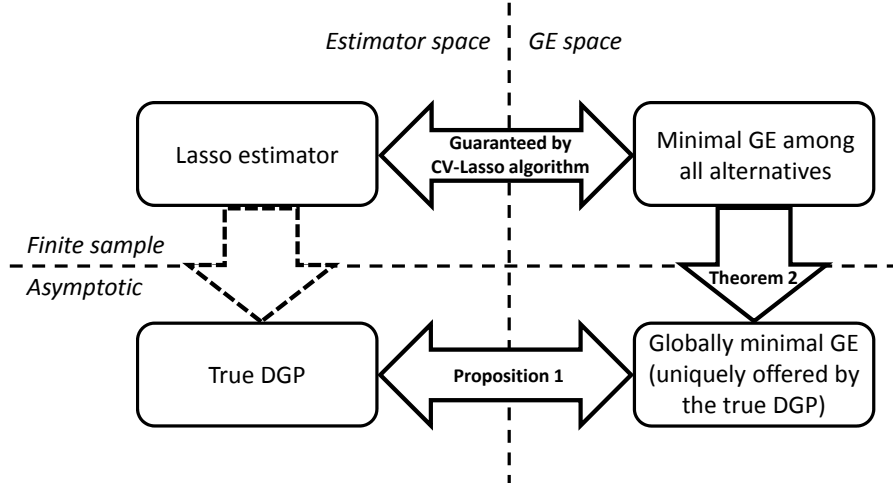 Estimator space
GE space
Lasso estimator
Guaranteed by
CV-Lasso algorithm
Minimal GE among
all alternatives
Finite sample
Asymptotic
Theorem 2
True DGP
Proposition 1
Globally minimal GE
(uniquely offered by
the true DGP)